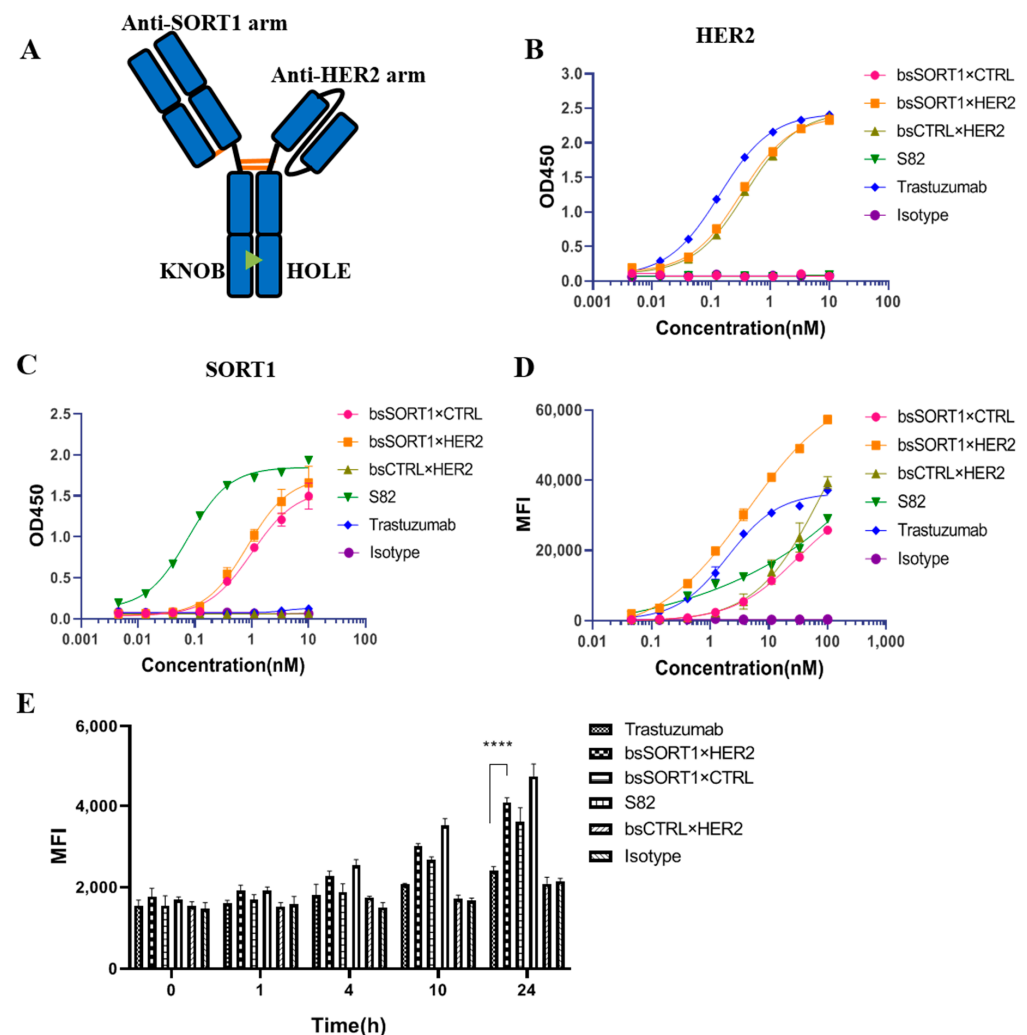 A
Anti-SORT1 arm
Anti-HER2 arm
KNOB
HOLE
B
HER2
3.0
2.5
2.0
1.5
1.0
0.5
0.0
OD450
0.001
0.01
0.1
1
10
100
Concentration(nM)
bsSORT1×CTRL
bsSORT1×HER2
bsCTRL×HER2
S82
Trastuzumab
Isotype
C
SORT1
2.5
2.0
1.5
1.0
0.5
0.0
OD450
0.001
0.01
0.1
1
10
100
Concentration(nM)
bsSORT1×CTRL
bsSORT1×HER2
bsCTRL×HER2
S82
Trastuzumab
Isotype
D
60,000
40,000
20,000
0
MFI
0.01
0.1
1
10
100
1,000
Concentration(nM)
bsSORT1×CTRL
bsSORT1×HER2
bsCTRL×HER2
S82
Trastuzumab
Isotype
E
6,000
4,000
2,000
0
MFI
****
0
1
4
10
24
Time(h)
Trastuzumab
bsSORT1×HER2
bsSORT1×CTRL
S82
bsCTRL×HER2
Isotype